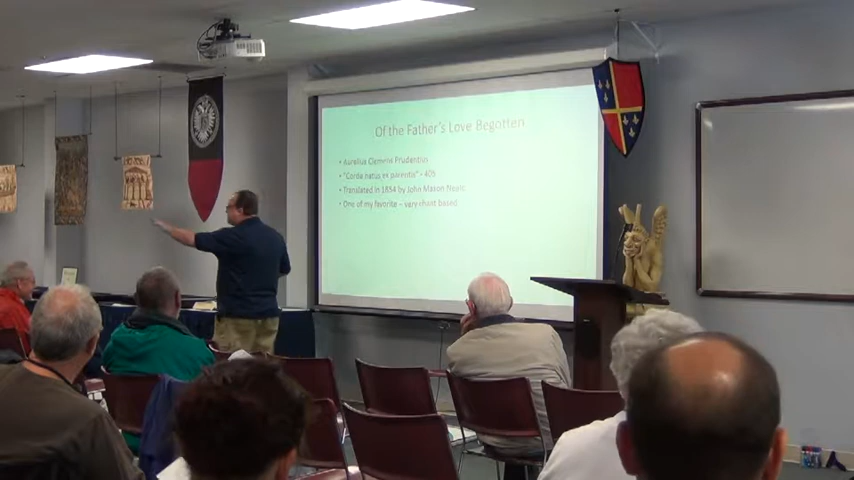 Of the Father's Love Begotten
• Aurelius Clemens Prudentius
• "Corda natus ex parentis" - 405
• Translated in 1854 by John Mason Neale
• One of my favorite – very chant based